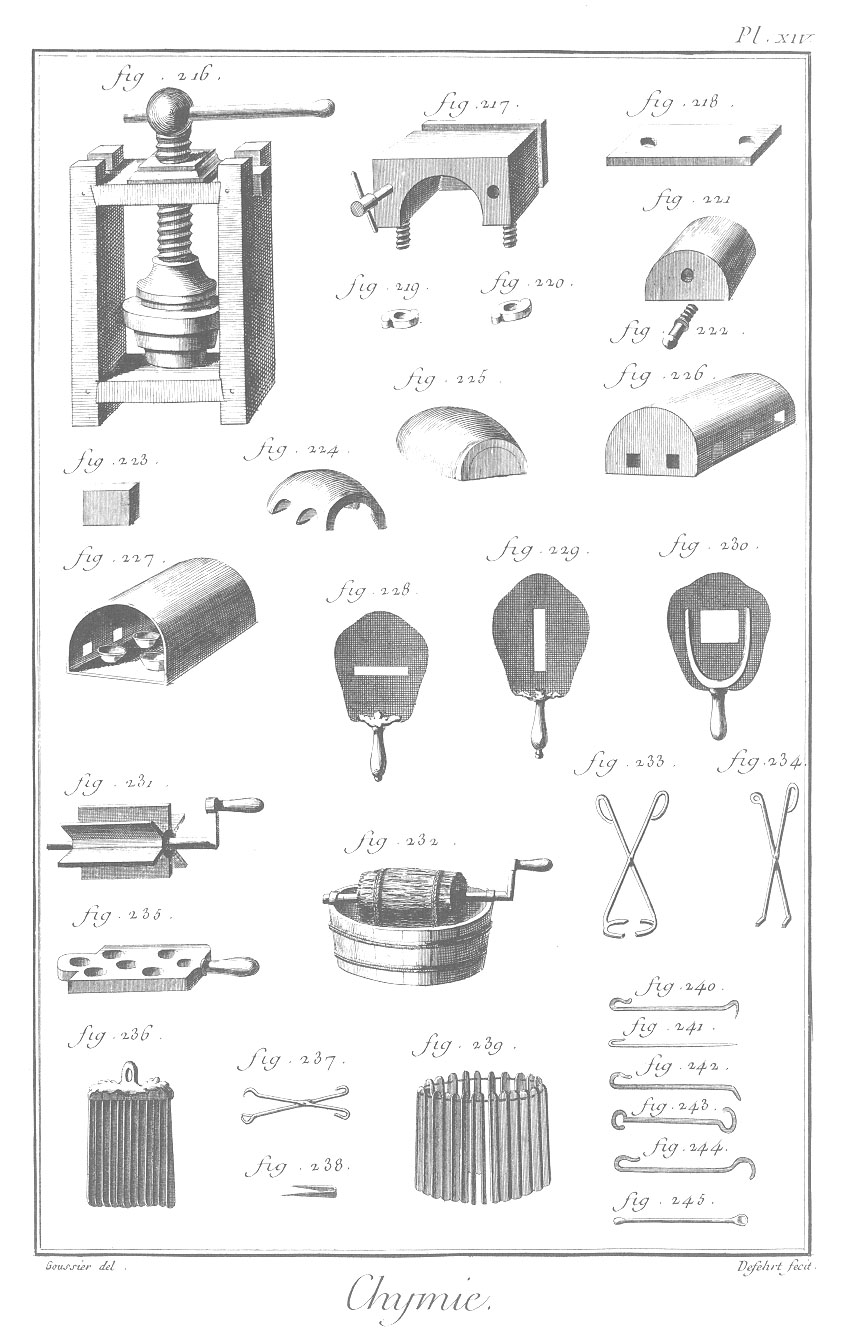 Pl. XIV
fig. 216.
fig. 217.
fig. 218.
fig. 221
fig. 219.
fig. 220.
fig. 222.
fig. 225.
fig. 226.
fig. 223.
fig. 224.
fig. 227.
fig. 228.
fig. 229.
fig. 230.
fig. 231.
fig. 232.
fig. 233.
fig. 234.
fig. 235.
fig. 236.
fig. 237.
fig. 238.
fig. 239.
fig. 240.
fig. 241.
fig. 242.
fig. 243.
fig. 244.
fig. 245.
Goussier del.
Defehrt fecit.
Chymie.